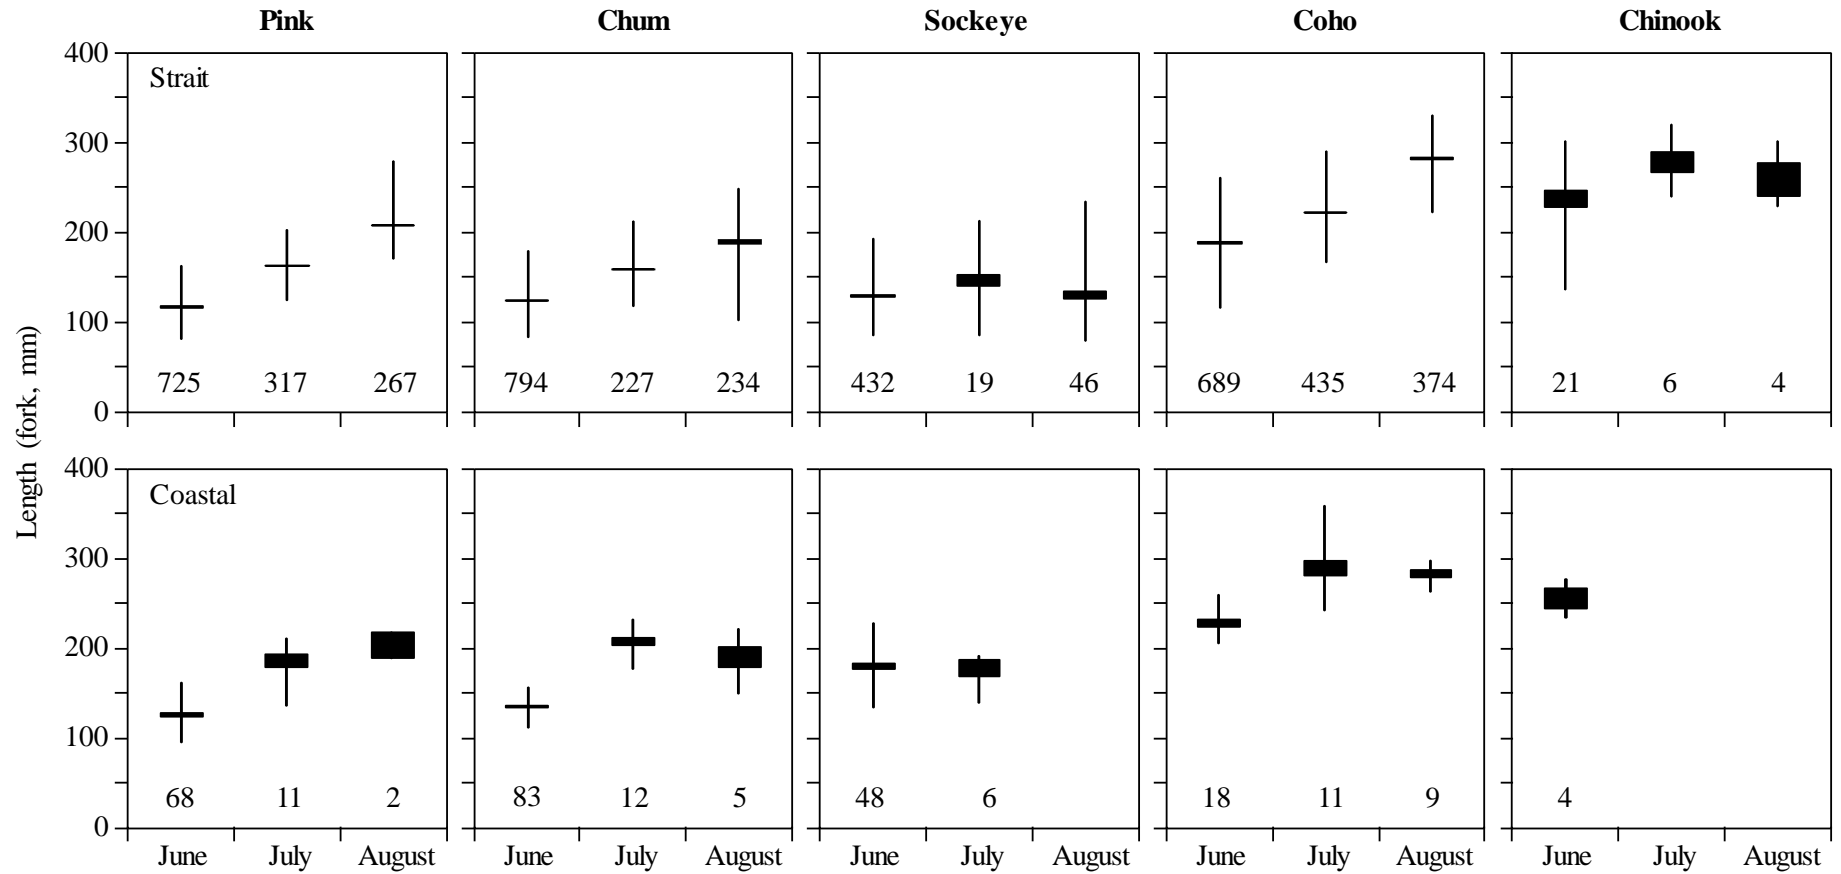 Pink Chum Sockeye Coho Chinook
400
Strait
300
200
100
725 317 267 794 227 234 432 19 46 689 435 374 21 6 4
0
Length (fork, mm)
400
Coastal
300
200
100
68 11 2 83 12 5 48 6 18 11 9 4
0
June July August June July August June July August June July August June July August